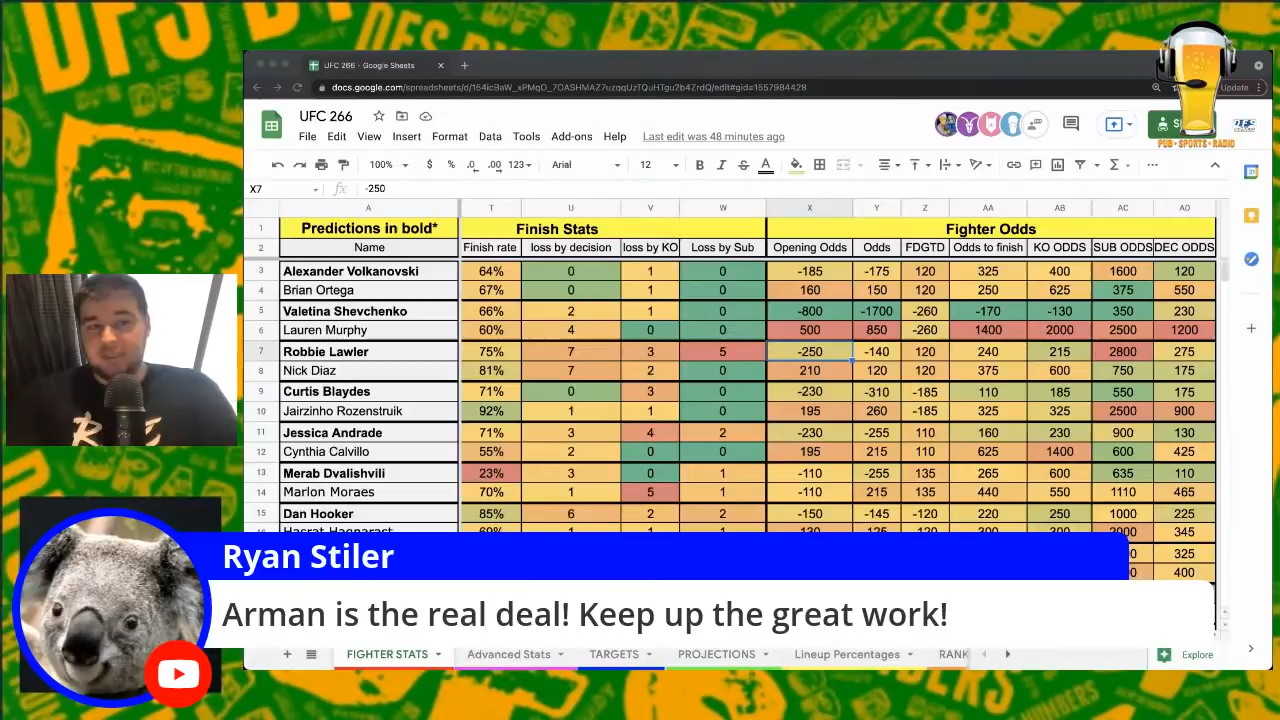 UFC 266 - Google Sheets
Update
UFC 266
File Edit View Insert Format Data Tools Add-ons Help Last edit was 48 minutes ago
100% $ % .0 .00 123 Arial 12 B I S A
PUB • SPORTS • RADIO
X7 fx -250
A T U V W X Y Z AA AB AC AD
1 Predictions in bold* Finish Stats Fighter Odds
2 Name Finish rate loss by decision loss by KO Loss by Sub Opening Odds Odds FDGTD Odds to finish KO ODDS SUB ODDS DEC ODDS
3 Alexander Volkanovski 64% 0 1 0 -185 -175 120 325 400 1600 120
4 Brian Ortega 67% 0 1 0 160 150 120 250 625 375 550
5 Valetina Shevchenko 66% 2 1 0 -800 -1700 -260 -170 -130 350 230
6 Lauren Murphy 60% 4 0 0 500 850 -260 1400 2000 2500 1200
7 Robbie Lawler 75% 7 3 5 -250 -140 120 240 215 2800 275
8 Nick Diaz 81% 7 2 0 210 120 120 375 600 750 175
9 Curtis Blaydes 71% 0 3 0 -230 -310 -185 110 185 550 175
10 Jairzinho Rozenstruik 92% 1 1 0 195 260 -185 325 325 2500 900
11 Jessica Andrade 71% 3 4 2 -230 -255 110 160 230 900 130
12 Cynthia Calvillo 55% 2 0 0 195 215 110 625 1400 600 425
13 Merab Dvalishvili 23% 3 0 1 -110 -255 135 265 600 635 110
14 Marlon Moraes 70% 1 5 1 -110 215 135 440 550 1110 465
15 Dan Hooker 85% 6 2 2 -150 -145 -120 220 250 1000 225
345
325
400
Ryan Stiler
Arman is the real deal! Keep up the great work!
FIGHTER STATS Advanced Stats TARGETS PROJECTIONS Lineup Percentages RANK Explore